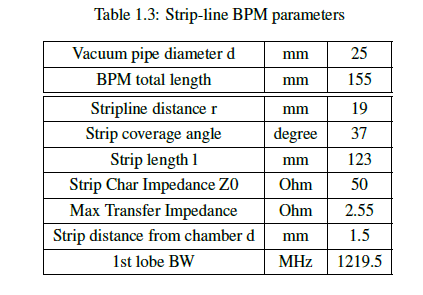 Table 1.3: Strip-line BPM parameters
Vacuum pipe diameter d mm 25
BPM total length mm 155
Stripline distance r mm 19
Strip coverage angle degree 37
Strip length l mm 123
Strip Char Impedance Z0 Ohm 50
Max Transfer Impedance Ohm 2.55
Strip distance from chamber d mm 1.5
1st lobe BW MHz 1219.5